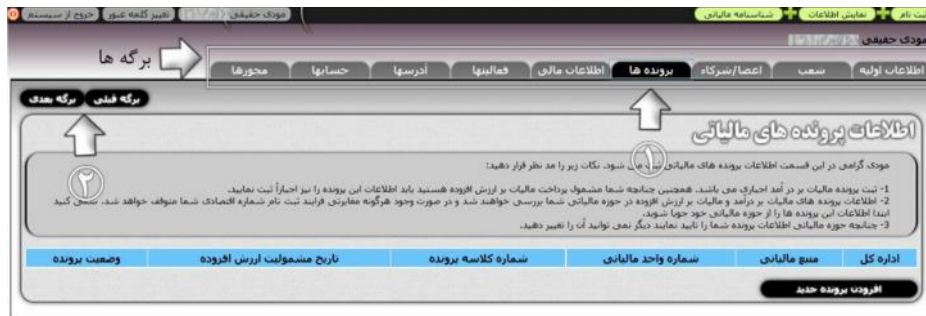 ثبت نام نمایش اطلاعات شناسنامه مالیاتی مودی حقیقی تغییر کلمه عبور خروج از سیستم
مودی حقیقی
برگه ها
اطلاعات اولیه شعب اعضا/شرکاء پرونده ها اطلاعات مالی فعالیتها آدرسها حسابها مجوزها
برگه قبلی برگه بعدی
اطلاعات پرونده های مالیاتی
۱
۲
مودی گرامی در این قسمت اطلاعات پرونده های مالیاتی ثبت می شود. نکات زیر را مد نظر قرار دهید:
1- ثبت پرونده مالیات بر در آمد اجباری می باشد. همچنین چنانچه شما مشمول پرداخت مالیات بر ارزش افزوده هستید باید اطلاعات این پرونده را نیز اجباراً ثبت نمایید.
2- اطلاعات پرونده های مالیات بر درآمد و مالیات بر ارزش افزوده در حوزه مالیاتی شما بررسی خواهند شد و در صورت وجود هرگونه مغایرتی فرایند ثبت نام شماره اقتصادی شما متوقف خواهد شد. سعی کنید
ابتدا اطلاعات این پرونده ها را از حوزه مالیاتی خود جویا شوید.
3- چنانچه حوزه مالیاتی اطلاعات پرونده شما را تایید نمایند دیگر نمی توانید آن را تغییر دهید.
اداره کل منبع مالیاتی شماره واحد مالیاتی شماره کلاسه پرونده تاریخ مشمولیت ارزش افزوده وضعیت پرونده
افزودن پرونده جدید